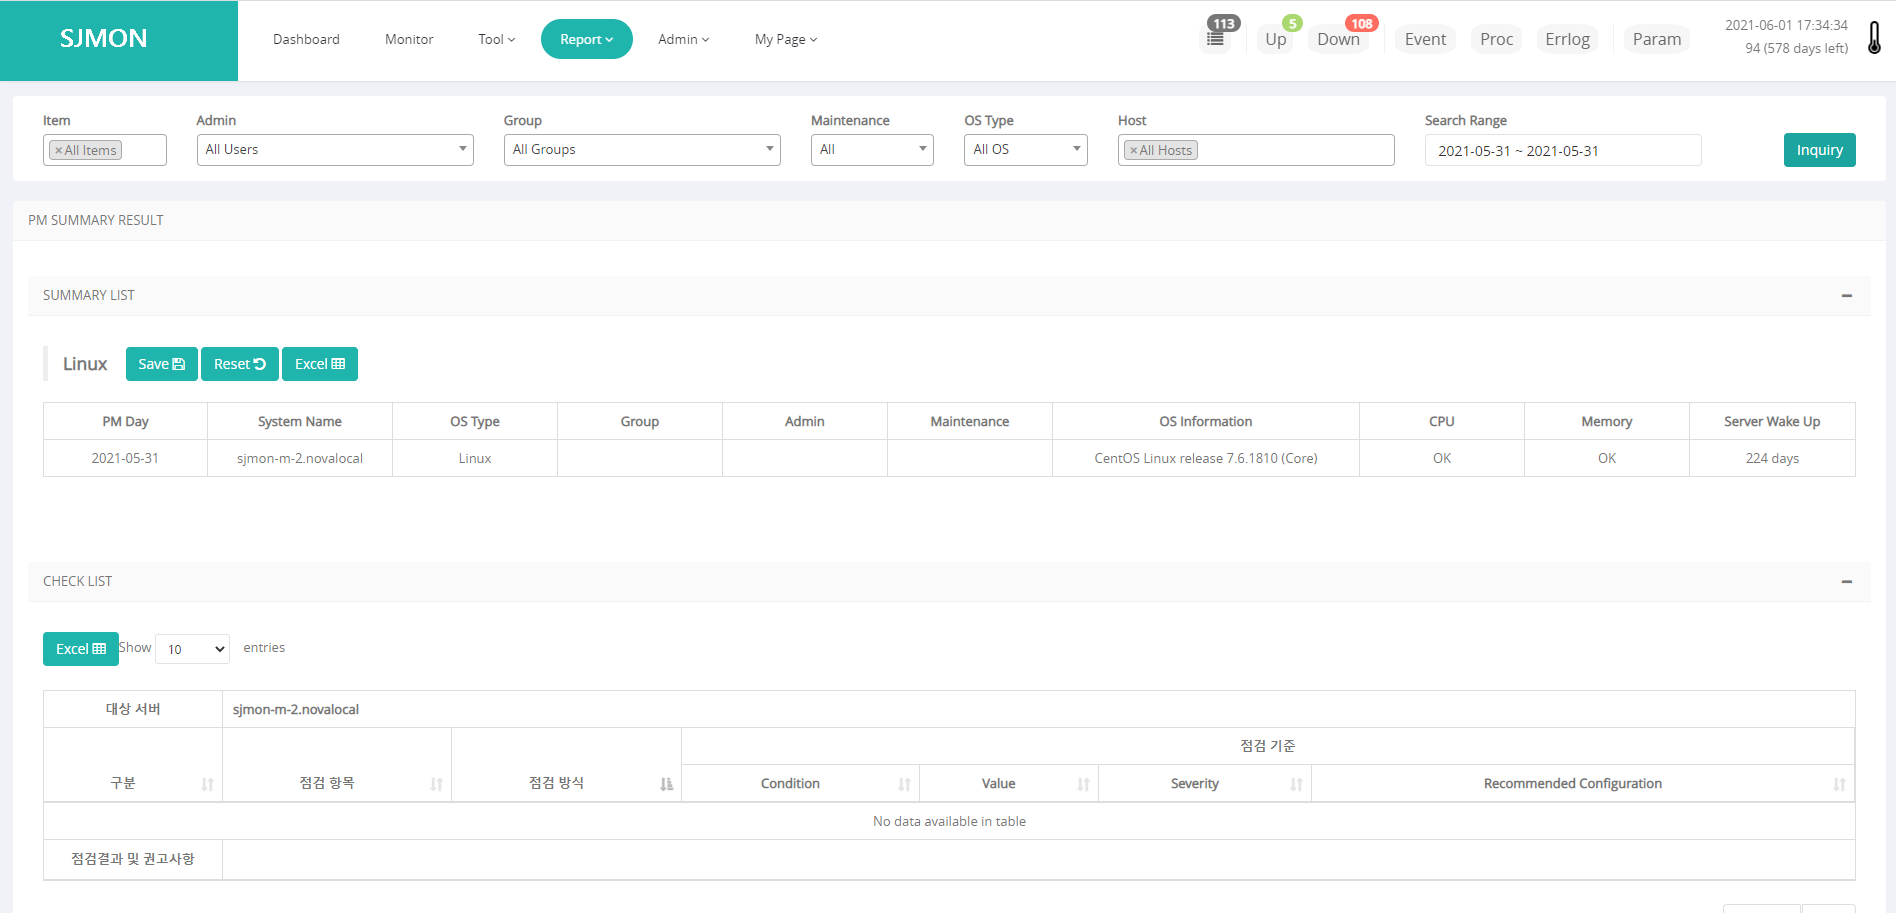 SJMON
Dashboard Monitor Tool Report Admin My Page
113
5
108
Up Down Event Proc Errlog Param
2021-06-01 17:34:34
94 (578 days left)
Item Admin Group Maintenance OS Type Host Search Range
×All Items All Users All Groups All All OS ×All Hosts 2021-05-31 ~ 2021-05-31 Inquiry
PM SUMMARY RESULT
SUMMARY LIST
Linux Save Reset Excel
PM Day System Name OS Type Group Admin Maintenance OS Information CPU Memory Server Wake Up
2021-05-31 sjmon-m-2.novalocal Linux CentOS Linux release 7.6.1810 (Core) OK OK 224 days
CHECK LIST
Excel Show 10 entries
대상 서버 sjmon-m-2.novalocal
점검 기준
구분 점검 항목 점검 방식 Condition Value Severity Recommended Configuration
No data available in table
점검결과 및 권고사항